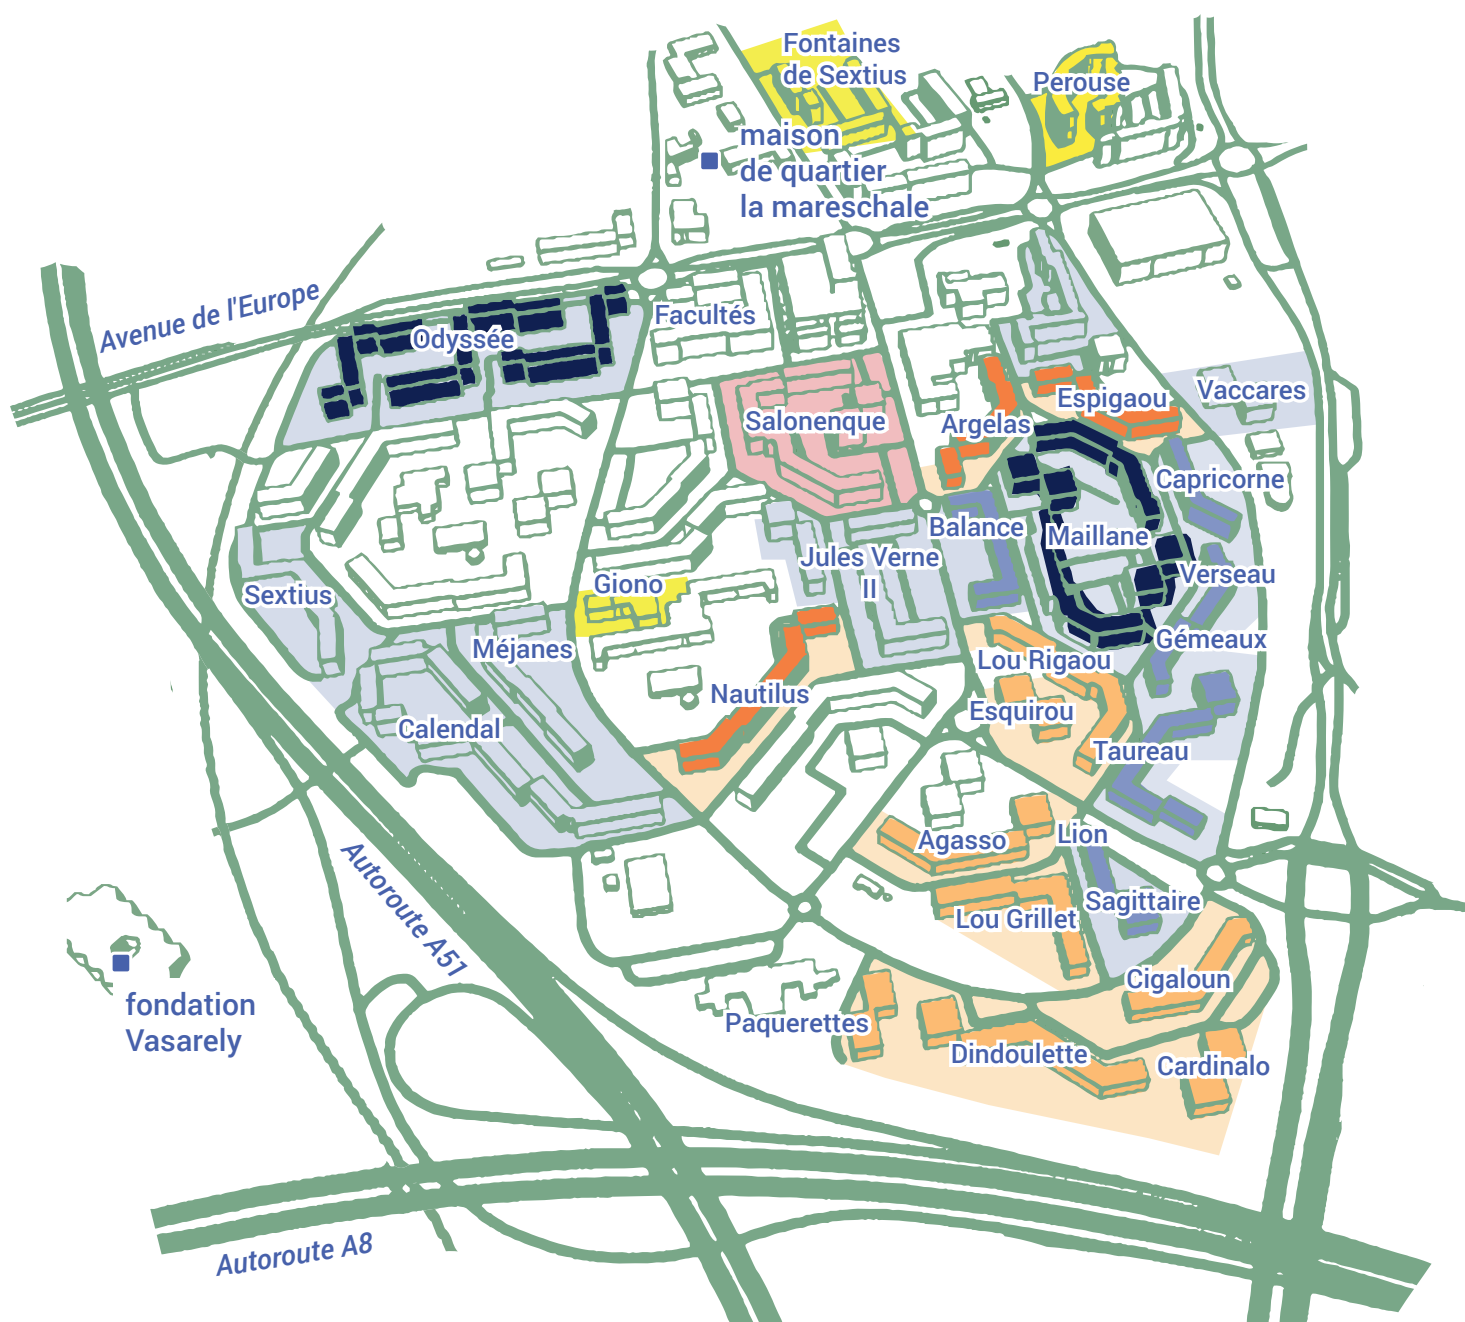 Fontaines
de Sextius
Perouse
maison
de quartier
la mareschale
Avenue de l'Europe
Odyssée
Facultés
Salonenque
Argelas
Espigaou
Vaccares
Capricorne
Balance
Maillane
Jules Verne
II
Verseau
Giono
Sextius
Méjanes
Gémeaux
Lou Rigaou
Nautilus
Esquirou
Calendal
Taureau
Agasso
Lion
Autoroute A51
Lou Grillet
Sagittaire
Cigaloun
fondation
Vasarely
Paquerettes
Dindoulette
Cardinalo
Autoroute A8